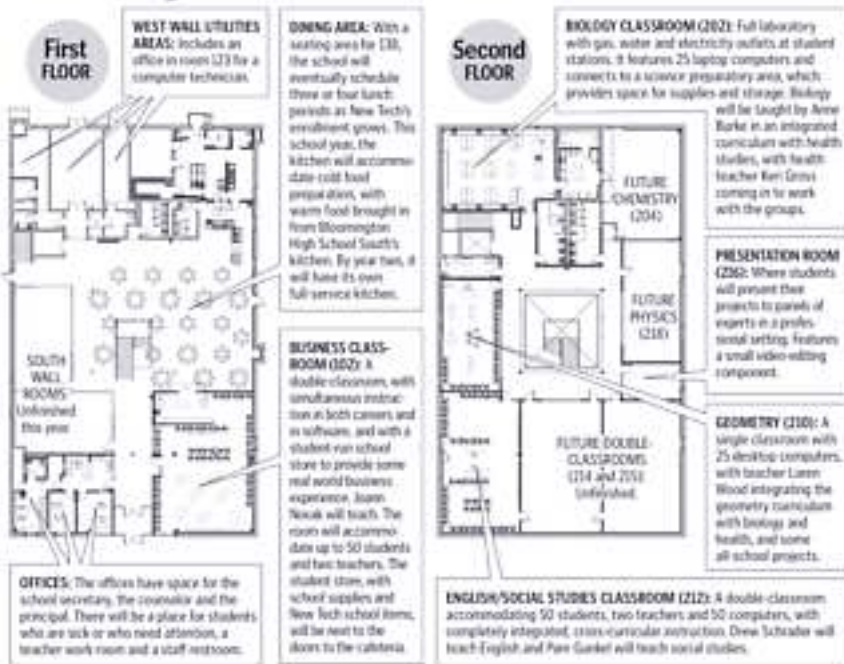 First
FLOOR
WEST WALL UTILITIES
AREAS: Includes an
office in room 123 for a
computer technician.
DINING AREA: With a
seating area for 130,
the school will
eventually schedule
three or four lunch
periods as New Tech's
enrollment grows. This
school year, the
kitchen will accommo-
date cold food
preparation, with
warm food brought in
from Bloomington
High School South's
kitchen. By year two, it
will have its own
full-service kitchen.
SOUTH
WALL
ROOMS
Unfinished
this year
BUSINESS CLASS-
ROOM (102): A
double-classroom, with
simultaneous instruc-
tion in both careers and
in software, and with a
student-run school
store to provide some
real world business
experience. Joann
Novak will teach. The
room will accommo-
date up to 50 students
and two teachers. The
student store, with
school supplies and
New Tech school items,
will be next to the
doors to the cafeteria.
OFFICES: The offices have space for the
school secretary, the counselor and the
principal. There will be a place for students
who are sick or who need attention, a
teacher work room and a staff restroom.
Second
FLOOR
BIOLOGY CLASSROOM (202): Full laboratory
with gas, water and electricity outlets at student
stations. It features 25 laptop computers and
connects to a science preparatory area, which
provides space for supplies and storage. Biology
will be taught by Anne
Burke in an integrated
curriculum with health
studies, with health
teacher Keri Gross
coming in to work
with the groups.
FUTURE
CHEMISTRY
(204)
FUTURE
PHYSICS
PRESENTATION ROOM
Where students
will present their
projects to panels of
experts in a profes-
sional setting. Features
a small video-editing
component.
GEOMETRY (210): A
single classroom with
25 desktop computers,
with teacher Loren
Wood integrating the
geometry curriculum
with biology and
health, and some
all-school projects.
FUTURE DOUBLE-
CLASSROOMS
(214 and 215)
Unfinished.
ENGLISH/SOCIAL STUDIES CLASSROOM (212): A double-classroom
accommodating 50 students, two teachers and 50 computers, with
completely integrated, cross-curricular instruction. Drew Schrader will
teach English and Pam Gunkel will teach social studies.